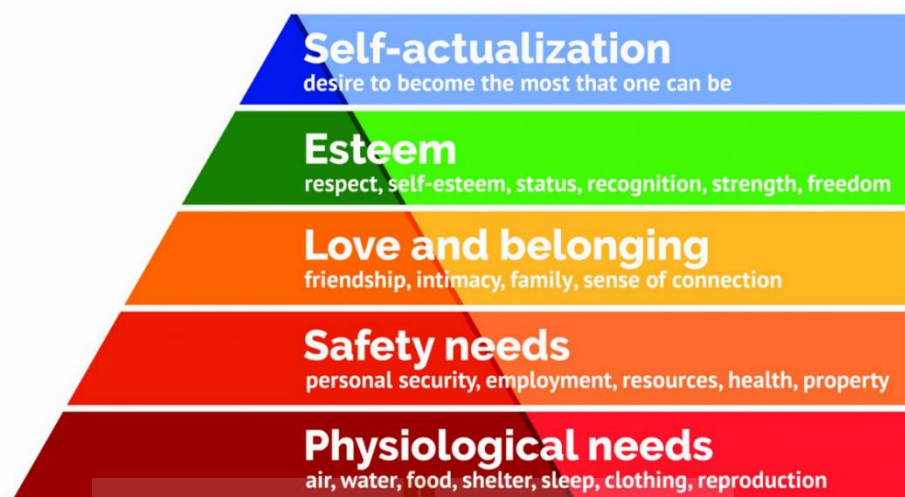 Self-actualization
desire to become the most that one can be
Esteem
respect, self-esteem, status, recognition, strength, freedom
Love and belonging
friendship, intimacy, family, sense of connection
Safety needs
personal security, employment, resources, health, property
Physiological needs
air, water, food, shelter, sleep, clothing, reproduction